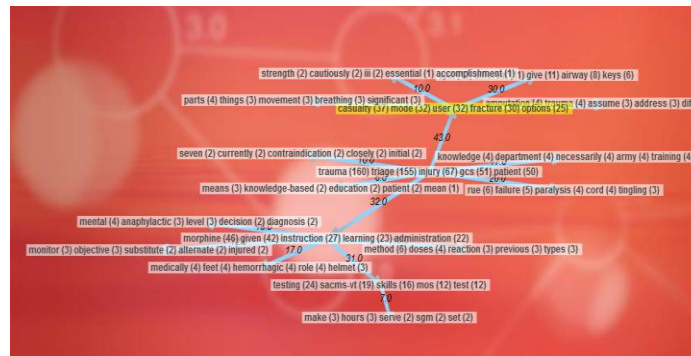 3.0
3.1
strength (2) cautiously (2) iii (2) essential (1) accomplishment (1)
1) give (11) airway (8) keys (6)
10.0
30.0
parts (4) things (3) movement (3) breathing (3) significant (3)
amputation (4) trauma (4) assume (3) address (3) dif
casualty (37) mode (32) user (32) fracture (30) options (25)
43.0
seven (2) currently (2) contraindication (2) closely (2) initial (2)
knowledge (4) department (4) necessarily (4) army (4) training (4
trauma (160) triage (155) injury (67) gcs (51) patient (50)
20.0
means (3) knowledge-based (2) education (2) patient (2) mean (1)
rue (6) failure (5) paralysis (4) cord (4) tingling (3)
32.0
mental (4) anaphylactic (3) level (3) decision (2) diagnosis (2)
morphine (46) given (42) instruction (27) learning (23) administration (22)
monitor (3) objective (3) substitute (2) alternate (2) injured (2)
17.0
method (6) doses (4) reaction (3) previous (3) types (3)
31.0
medically (4) feet (4) hemorrhagic (4) role (4) helmet (3)
testing (24) sacms-vt (19) skills (16) mos (12) test (12)
7.0
make (3) hours (3) serve (2) sgm (2) set (2)